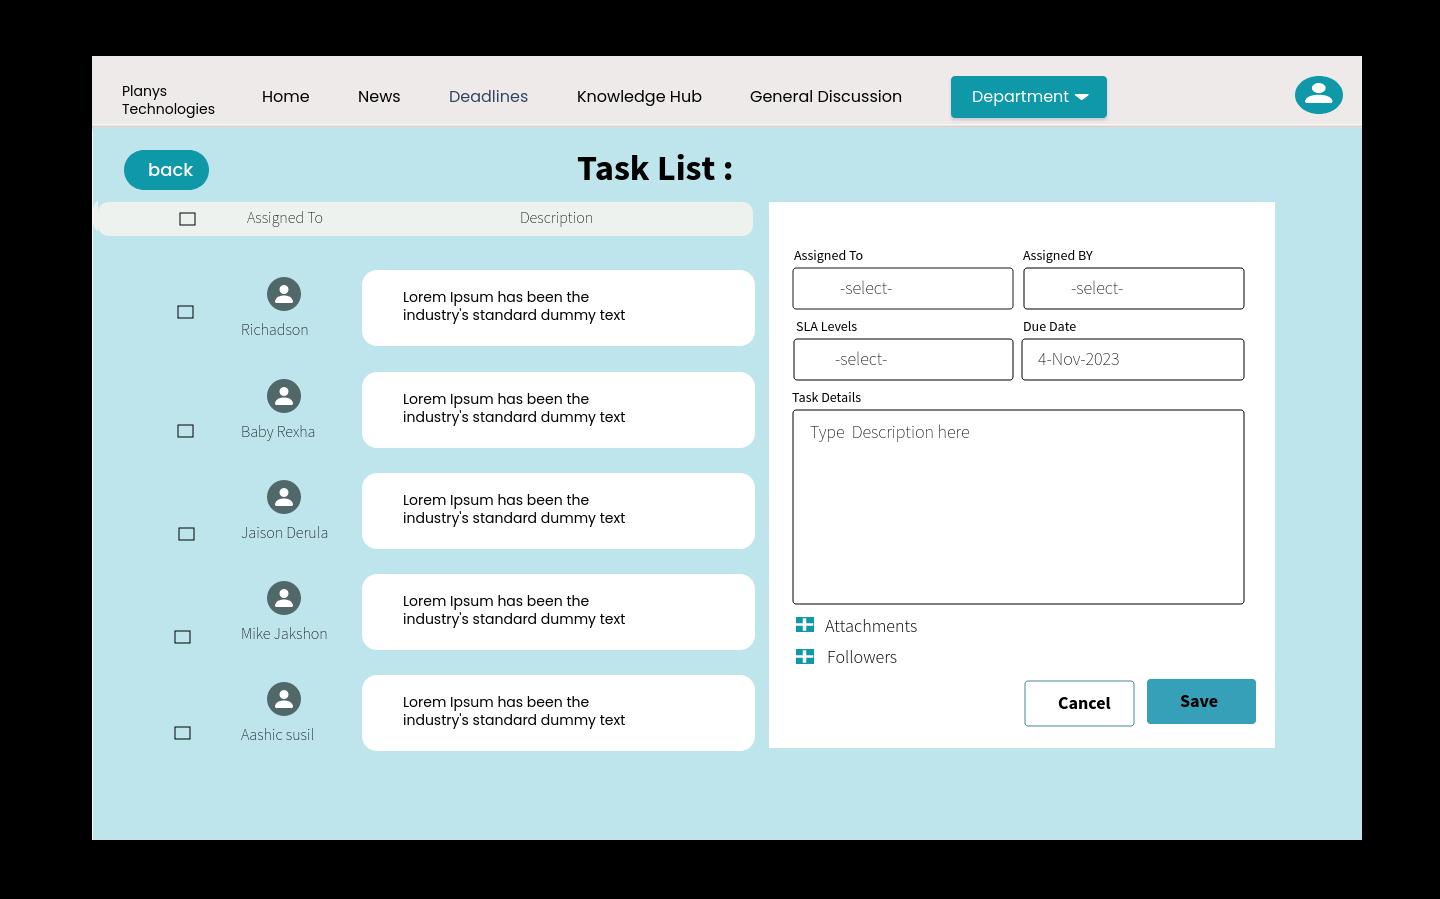 Planys
Technologies
Home
News
Deadlines
Knowledge Hub
General Discussion
Department
back
Task List :
Assigned To
Description
Richadson
Lorem Ipsum has been the
industry's standard dummy text
Baby Rexha
Lorem Ipsum has been the
industry's standard dummy text
Jaison Derula
Lorem Ipsum has been the
industry's standard dummy text
Mike Jakshon
Lorem Ipsum has been the
industry's standard dummy text
Aashic susil
Lorem Ipsum has been the
industry's standard dummy text
Assigned To
Assigned BY
-select-
-select-
SLA Levels
Due Date
-select-
4-Nov-2023
Task Details
Type  Description here
Attachments
Followers
Cancel
Save